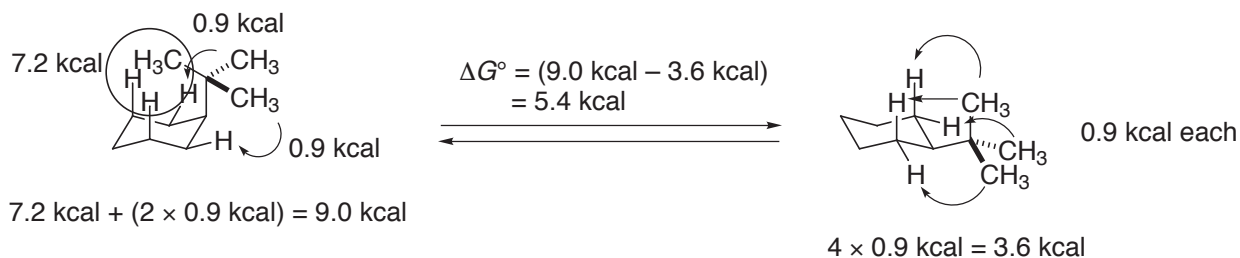 0.9 kcal
7.2 kcal
H₃C
CH₃
H
H
H
CH₃
H
0.9 kcal
7.2 kcal + (2 × 0.9 kcal) = 9.0 kcal
ΔG° = (9.0 kcal – 3.6 kcal)
= 5.4 kcal
H
H
CH₃
H
0.9 kcal each
CH₃
H
CH₃
4 × 0.9 kcal = 3.6 kcal